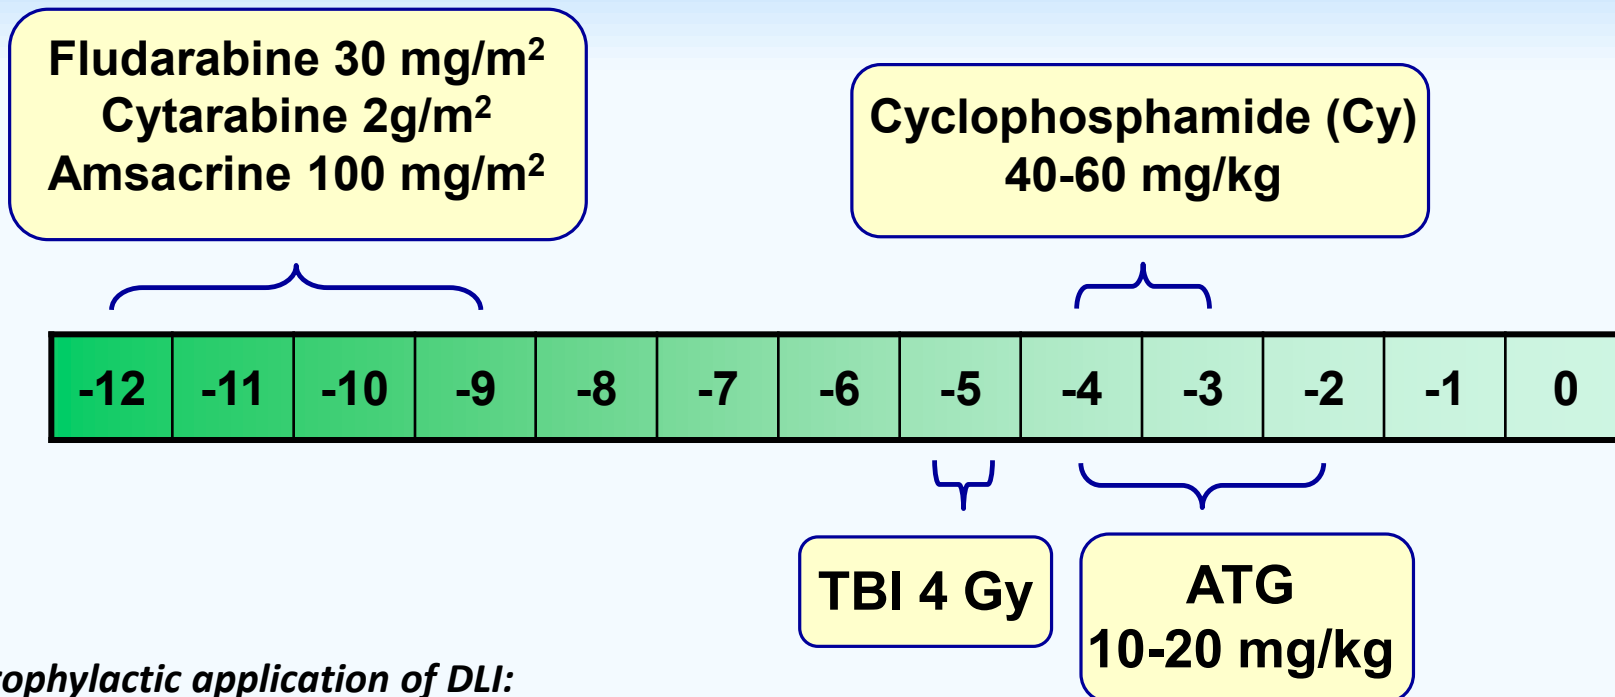 Fludarabine 30 mg/m²
Cytarabine 2g/m²
Amsacrine 100 mg/m²
Cyclophosphamide (Cy)
40-60 mg/kg
-12 -11 -10 -9 -8 -7 -6 -5 -4 -3 -2 -1 0
TBI 4 Gy
ATG
10-20 mg/kg
rophylactic application of DLI: